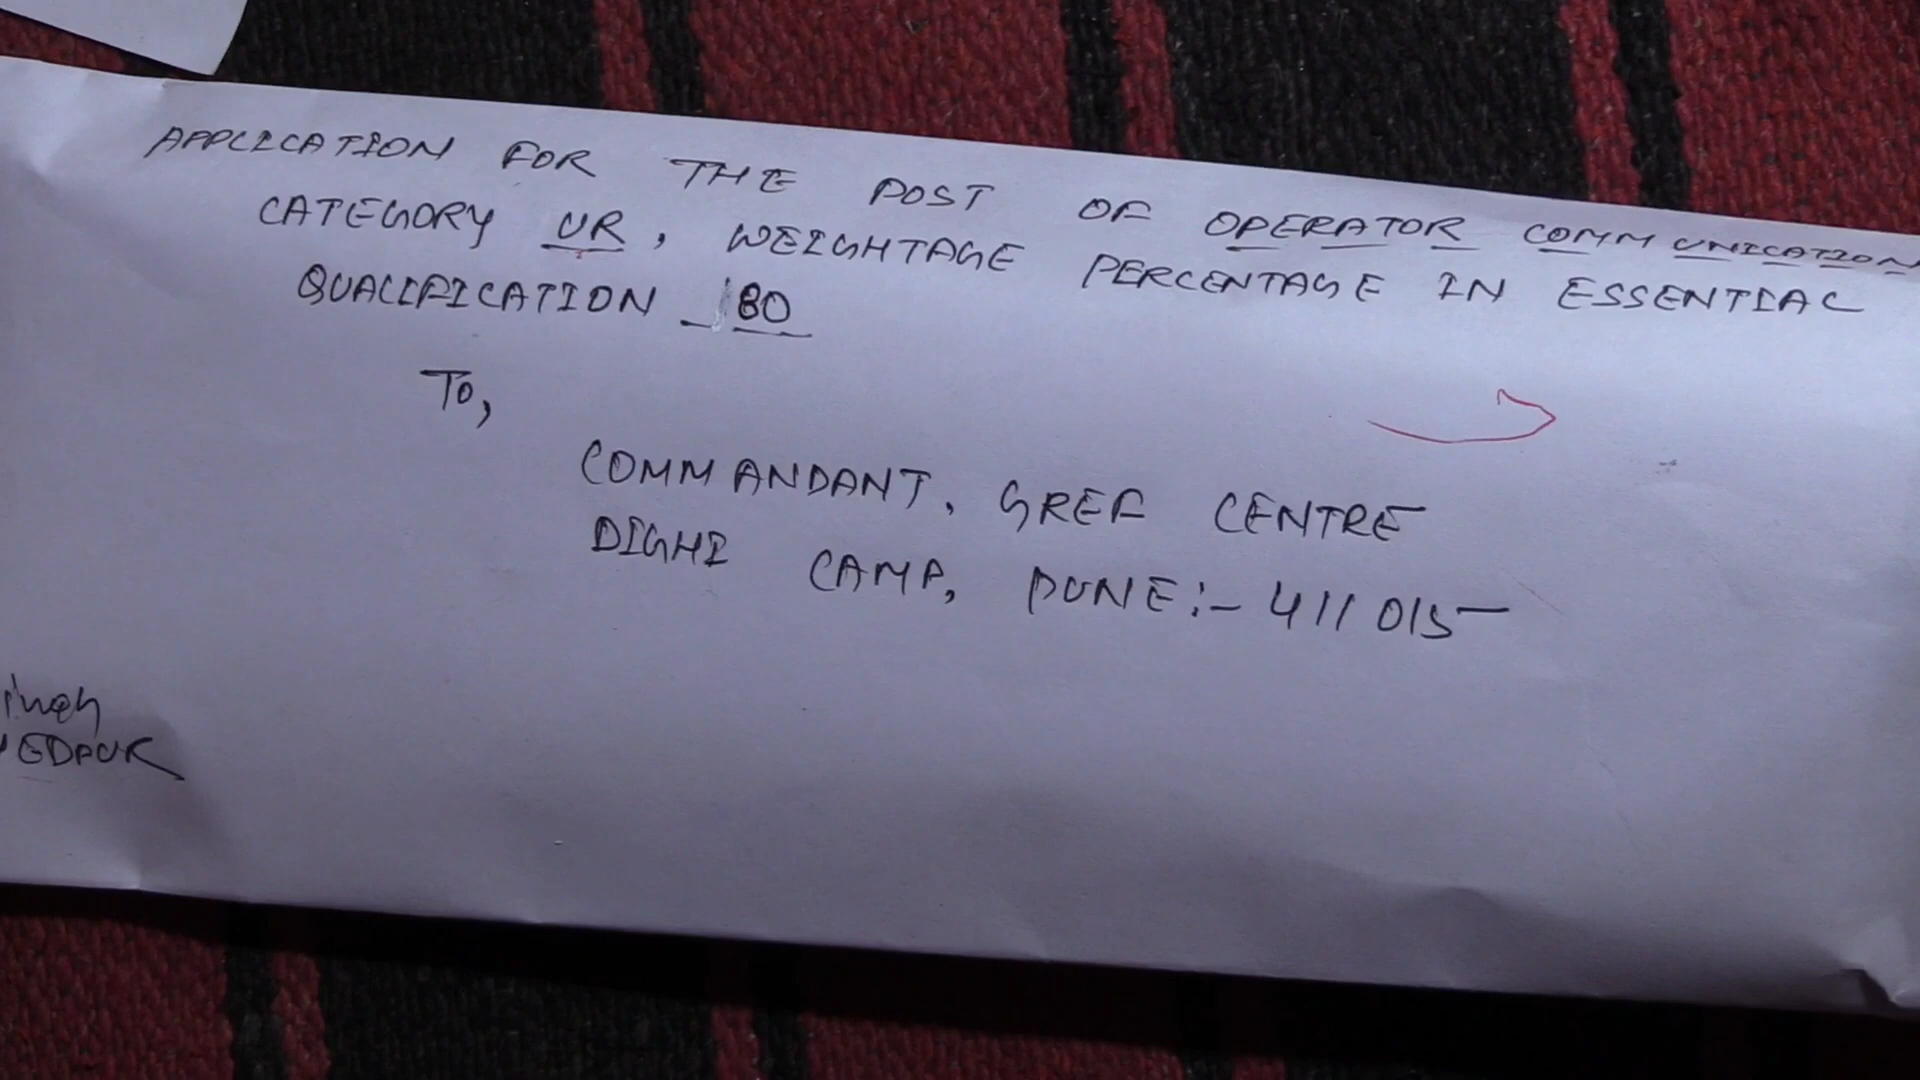 APPLICATION FOR THE POST OF OPERATOR COMMUNICATION
CATEGORY UR, WEIGHTAGE PERCENTAGE IN ESSENTIAL
QUALIFICATION 80
To,
COMMANDANT, GREF CENTRE
DIGHI CAMP, PUNE:- 411015